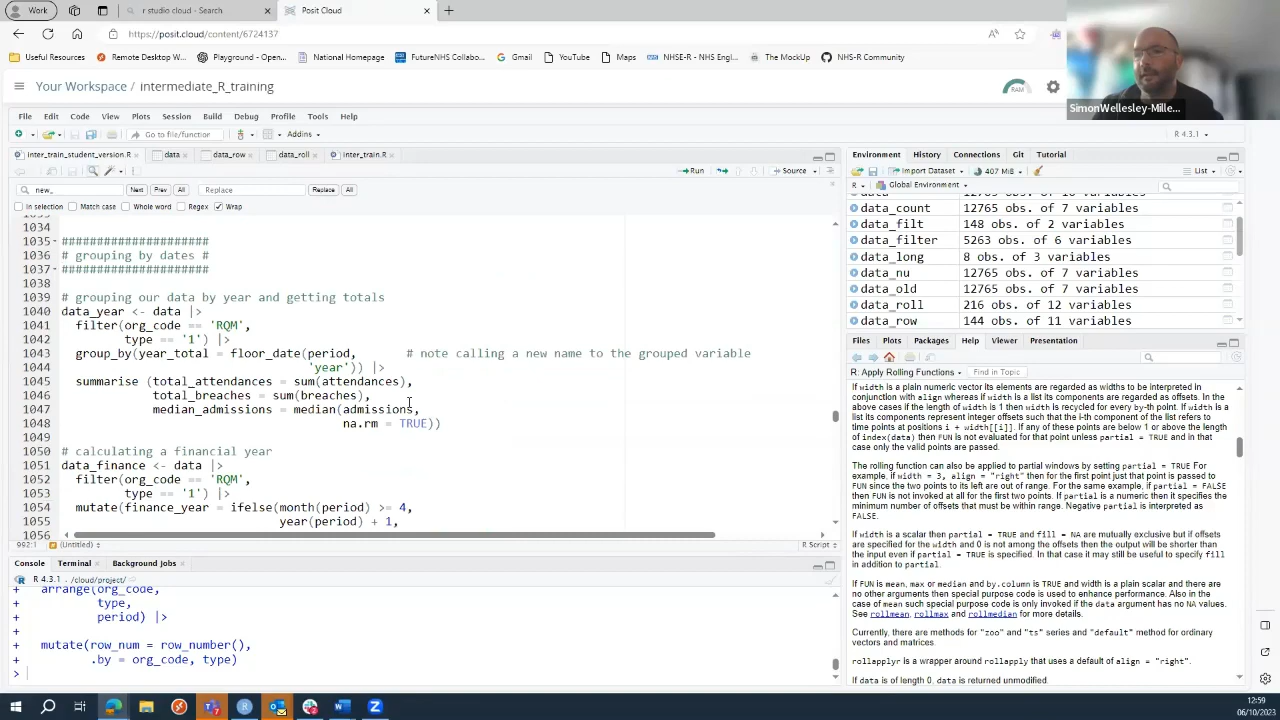 Work
r studio cloud - Search
Posit Cloud
https://posit.cloud/content/6724137
Useful Resources
Remote Desktop W...
Playground - Open...
National Homepage
FutureNHS Collabo...
Gmail
YouTube
Maps
NHSE-R - NHS Engl...
The MockUp
NHS-R Community
SimonWellesley-Mille...
Your Workspace / intermediate_R_training
RAM
File Edit Code View Plots Session Build Debug Profile Tools Help
Go to file/function
Addins
R 4.3.1
inter_train_student_version.R
data
data_row
data_roll
inter_train.R
Run
Source
new_
Next Prev All
Replace
Replace All
In selection
Match case
Whole word
Regex
Wrap
1034
1035 #####################
1036 # grouping by dates #
1037 #####################
1038
1039 # grouping our data by year and getting totals
1040 data_year <- data |>
1041 filter(org_code == 'RQM',
1042 type == '1') |>
1043 group_by(year_total = floor_date(period, # note calling a new name to the grouped variable
1044 'year')) |>
1045 summarise (total_attendances = sum(attendances),
1046 total_breaches = sum(breaches),
1047 median_admissions = median(admissions,
1048 na.rm = TRUE))
1049
1050 # calculating a financial year
1051 data_finance <- data |>
1052 filter(org_code == 'RQM',
1053 type == '1') |>
1054 mutate(finance_year = ifelse(month(period) >= 4,
1055 year(period) + 1,
1056
992:1
(Untitled)
R Script
Console
Terminal
Background Jobs
R 4.3.1 . /cloud/project/
+ arrange(org_code,
+ type,
+ period) |>
+
+ mutate(row_num = row_number(),
+ .by = org_code, type)
>
Environment
History
Connections
Git
Tutorial
Import Dataset
407 MiB
List
R
Global Environment
data_count 12765 obs. of 7 variables
data_filt 148 obs. of 2 variables
data_filter 5263 obs. of 6 variables
data_long 8 obs. of 3 variables
data_nu 12765 obs. of 7 variables
data_old 12765 obs. of 7 variables
data_roll 216 obs. of 12 variables
data_row 144 obs. of 11 variables
Files
Plots
Packages
Help
Viewer
Presentation
R: Apply Rolling Functions
Find in Topic
If width is a plain numeric vector its elements are regarded as widths to be interpreted in
conjunction with align whereas if width is a list its components are regarded as offsets. In the
above cases if the length of width is 1 then width is recycled for every by-th point. If width is a
list its components represent integer offsets such that the i-th component of the list refers to
time points at positions i + width[[i]]. If any of these points are below 1 or above the length
of index(data) then FUN is not evaluated for that point unless partial = TRUE and in that
case only the valid points are passed.
The rolling function can also be applied to partial windows by setting partial = TRUE For
example, if width = 3, align = "right" then for the first point just that point is passed to
FUN since the two points to its left are out of range. For the same example, if partial = FALSE
then FUN is not invoked at all for the first two points. If partial is a numeric then it specifies the
minimum number of offsets that must be within range. Negative partial is interpreted as
FALSE.
If width is a scalar then partial = TRUE and fill = NA are mutually exclusive but if offsets
are specified for the width and 0 is not among the offsets then the output will be shorter than
the input even if partial = TRUE is specified. In that case it may still be useful to specify fill
in addition to partial.
If FUN is mean, max or median and by.column is TRUE and width is a plain scalar and there are
no other arguments then special purpose code is used to enhance performance. Also in the
case of mean such special purpose code is only invoked if the data argument has no NA values.
See rollmean, rollmax and rollmedian for more details.
Currently, there are methods for "zoo" and "ts" series and "default" method for ordinary
vectors and matrices.
rollapplyr is a wrapper around rollapply that uses a default of align = "right".
If data is of length 0, data is returned unmodified.
12:59
06/10/2023